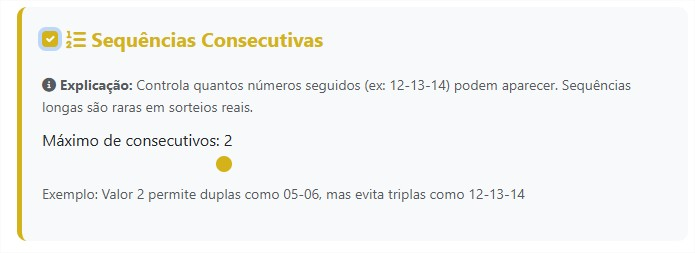 Sequências Consecutivas
Explicação: Controla quantos números seguidos (ex: 12-13-14) podem aparecer. Sequências
longas são raras em sorteios reais.
Máximo de consecutivos: 2
Exemplo: Valor 2 permite duplas como 05-06, mas evita triplas como 12-13-14